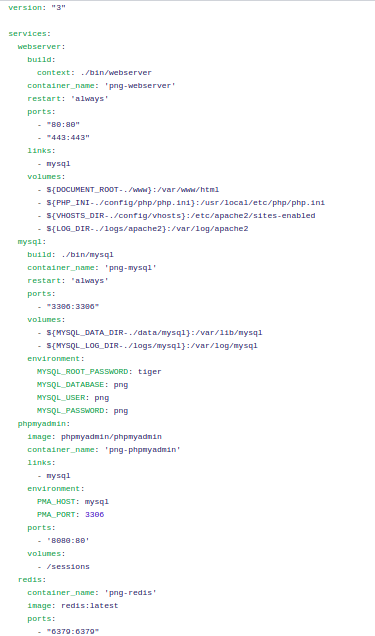 version: "3"
services:
  webserver:
    build:
      context: ./bin/webserver
    container_name: 'png-webserver'
    restart: 'always'
    ports:
      - "80:80"
      - "443:443"
    links:
      - mysql
    volumes:
      - ${DOCUMENT_ROOT-./www}:/var/www/html
      - ${PHP_INI-./config/php/php.ini}:/usr/local/etc/php/php.ini
      - ${VHOSTS_DIR-./config/vhosts}:/etc/apache2/sites-enabled
      - ${LOG_DIR-./logs/apache2}:/var/log/apache2
  mysql:
    build: ./bin/mysql
    container_name: 'png-mysql'
    restart: 'always'
    ports:
      - "3306:3306"
    volumes:
      - ${MYSQL_DATA_DIR-./data/mysql}:/var/lib/mysql
      - ${MYSQL_LOG_DIR-./logs/mysql}:/var/log/mysql
    environment:
      MYSQL_ROOT_PASSWORD: tiger
      MYSQL_DATABASE: png
      MYSQL_USER: png
      MYSQL_PASSWORD: png
  phpmyadmin:
    image: phpmyadmin/phpmyadmin
    container_name: 'png-phpmyadmin'
    links:
      - mysql
    environment:
      PMA_HOST: mysql
      PMA_PORT: 3306
    ports:
      - '8080:80'
    volumes:
      - /sessions
  redis:
    container_name: 'png-redis'
    image: redis:latest
    ports:
      - "6379:6379"